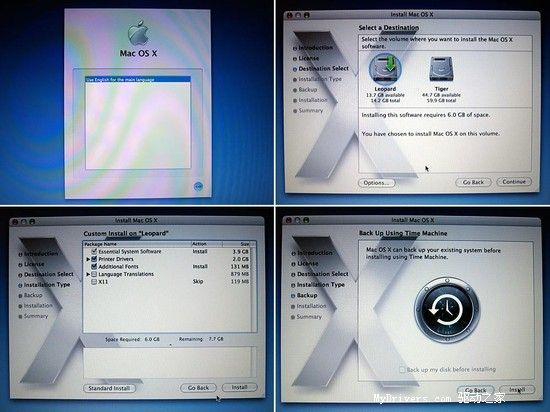 Mac OS X
Use English for the main language
Install Mac OS X
Select a Destination
Introduction
License
Destination Select
Installation Type
Backup
Installation
Summary
Select the volume where you want to install the Mac OS X
software.
Leopard
13.7 GB available
14.2 GB total
Tiger
44.7 GB available
59.9 GB total
Installing this software requires 6.0 GB of space.
You have chosen to install Mac OS X on this volume.
Options...
Go Back
Continue
Install Mac OS X
Custom Install on "Leopard"
Introduction
License
Destination Select
Installation Type
Backup
Installation
Summary
Package Name Action Size
Essential System Software Install 3.9 GB
Printer Drivers 2.0 GB
Additional Fonts Install 131 MB
Language Translations 879 MB
X11 Skip 119 MB
Space Required: 6.0 GB Remaining: 7.7 GB
Standard Install
Go Back
Install
Install Mac OS X
Back Up Using Time Machine
Introduction
License
Destination Select
Installation Type
Backup
Installation
Summary
Mac OS X can back up your existing system before
installing using Time Machine.
Back up my disk before installing
Go Back
Install
MyDrivers.com 驱动之家